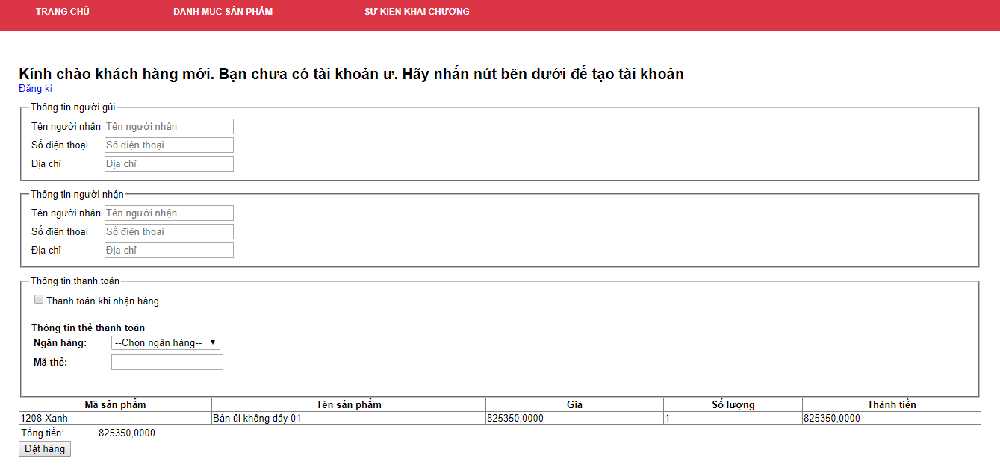 TRANG CHỦ DANH MỤC SẢN PHẨM SỰ KIỆN KHAI CHƯƠNG
Kính chào khách hàng mới. Bạn chưa có tài khoản ư. Hãy nhấn nút bên dưới để tạo tài khoản
Đăng kí
Thông tin người gủi
Tên người nhận Tên người nhận
Số điện thoại Số điện thoại
Địa chỉ Địa chỉ
Thông tin người nhận
Tên người nhận Tên người nhận
Số điện thoại Số điện thoại
Địa chỉ Địa chỉ
Thông tin thanh toán
Thanh toán khi nhận hàng
Thông tin thẻ thanh toán
Ngân hàng: --Chọn ngân hàng--
Mã thẻ:
Mã sản phẩm Tên sản phẩm Giá Số lượng Thành tiền
1208-Xanh Bàn ủi không dây 01 825350,0000 1 825350,0000
Tổng tiền: 825350,0000
Đặt hàng